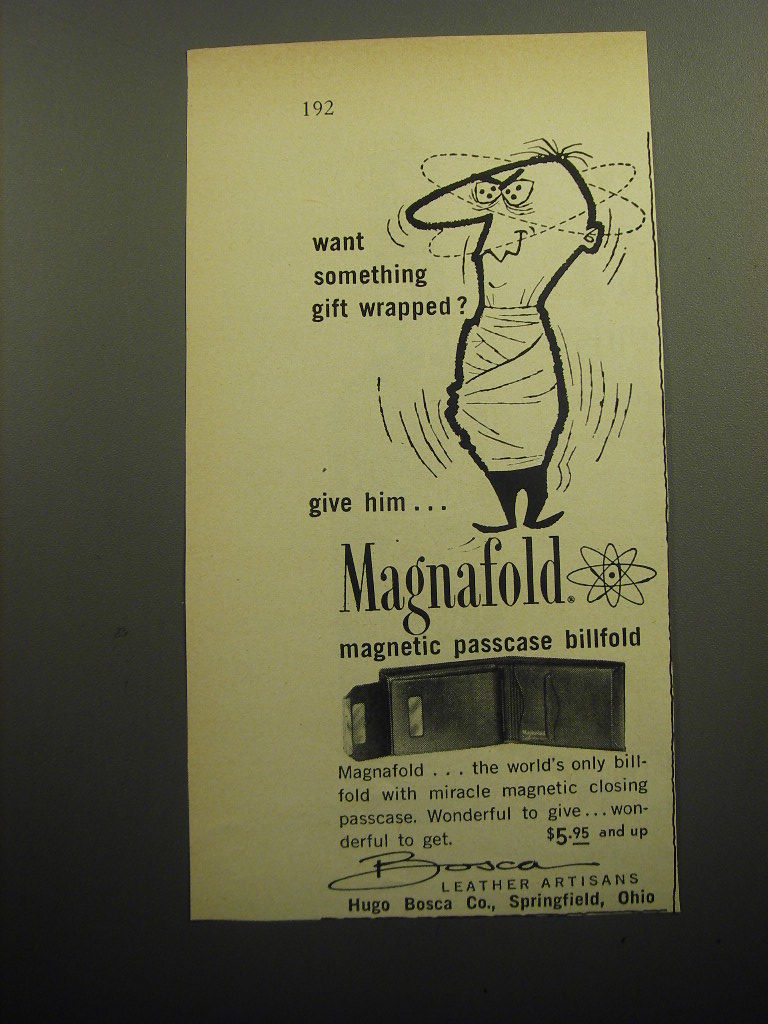 192
want
something
gift wrapped?
give him...
Magnafold®
magnetic passcase billfold
Magnafold ... the world's only bill-
fold with miracle magnetic closing
passcase. Wonderful to give...won-
derful to get. $5.95 and up
Bosca
LEATHER ARTISANS
Hugo Bosca Co., Springfield, Ohio